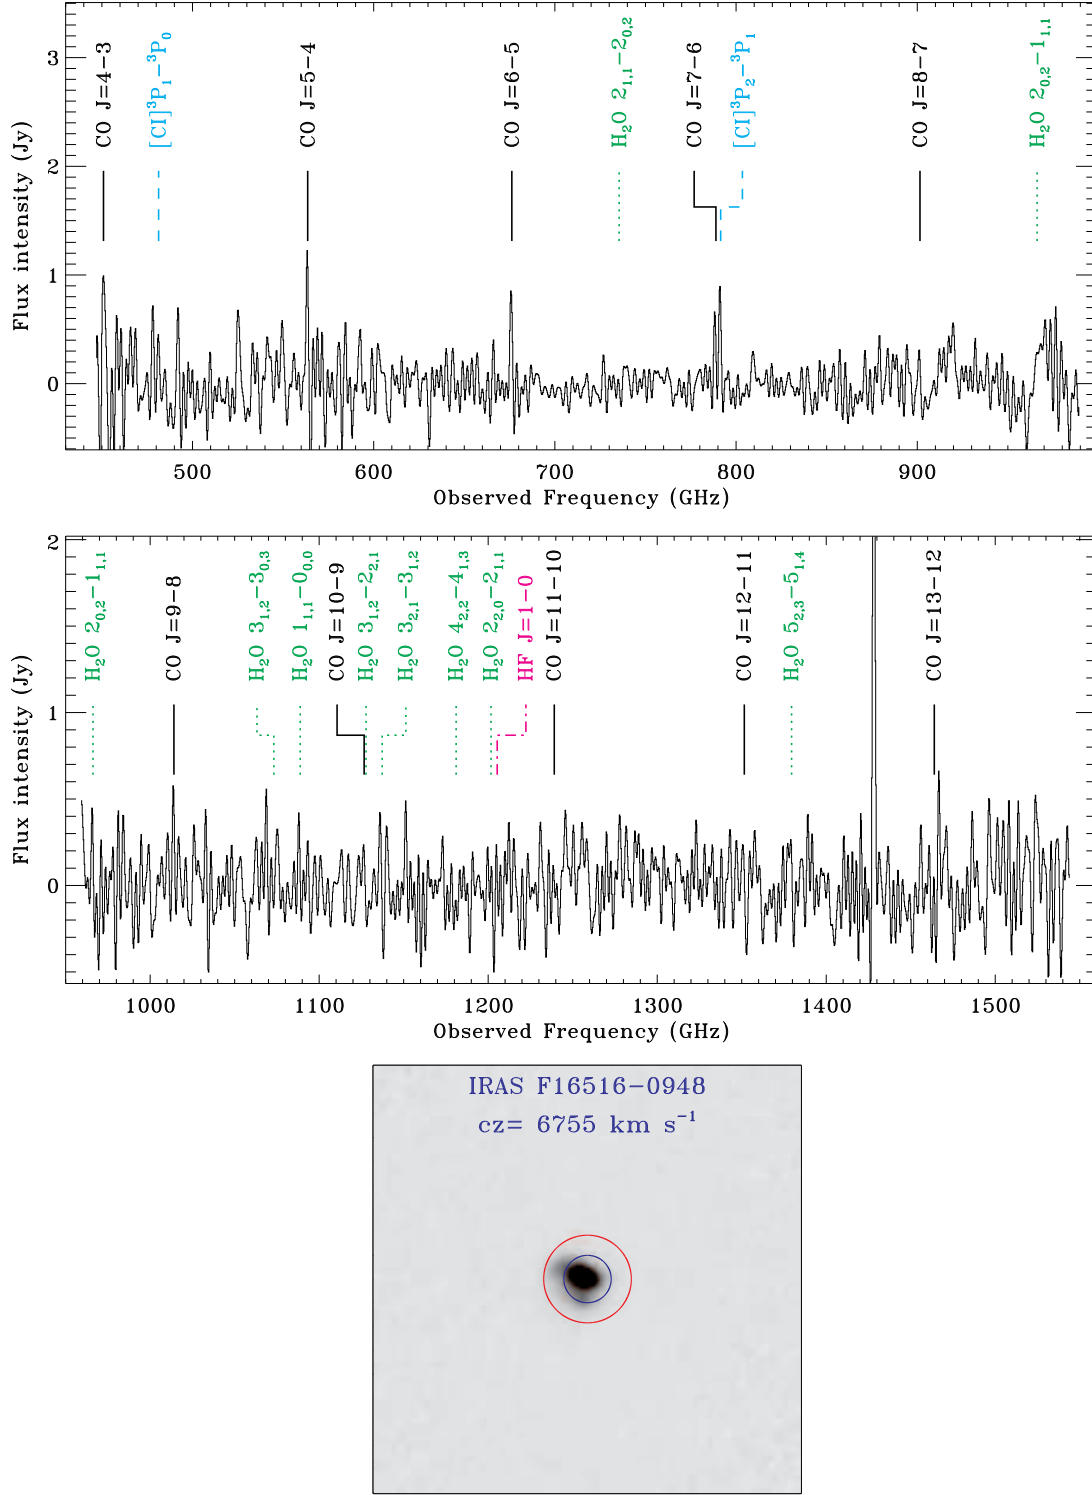 Flux intensity (Jy)
3
2
1
0
CO J=4−3
[CI]³P₁−³P₀
CO J=5−4
CO J=6−5
H₂O 2₁,₁−2₀,₂
CO J=7−6
[CI]³P₂−³P₁
CO J=8−7
H₂O 2₀,₂−1₁,₁
500 600 700 800 900
Observed Frequency (GHz)
Flux intensity (Jy)
2
1
0
H₂O 2₀,₂−1₁,₁
CO J=9−8
H₂O 3₁,₂−3₀,₃
H₂O 1₁,₁−0₀,₀
CO J=10−9
H₂O 3₁,₂−2₂,₁
H₂O 3₂,₁−3₁,₂
H₂O 4₂,₂−4₁,₃
H₂O 2₂,₀−2₁,₁
HF J=1−0
CO J=11−10
CO J=12−11
H₂O 5₂,₃−5₁,₄
CO J=13−12
1000 1100 1200 1300 1400 1500
Observed Frequency (GHz)
IRAS F16516−0948
cz= 6755 km s⁻¹